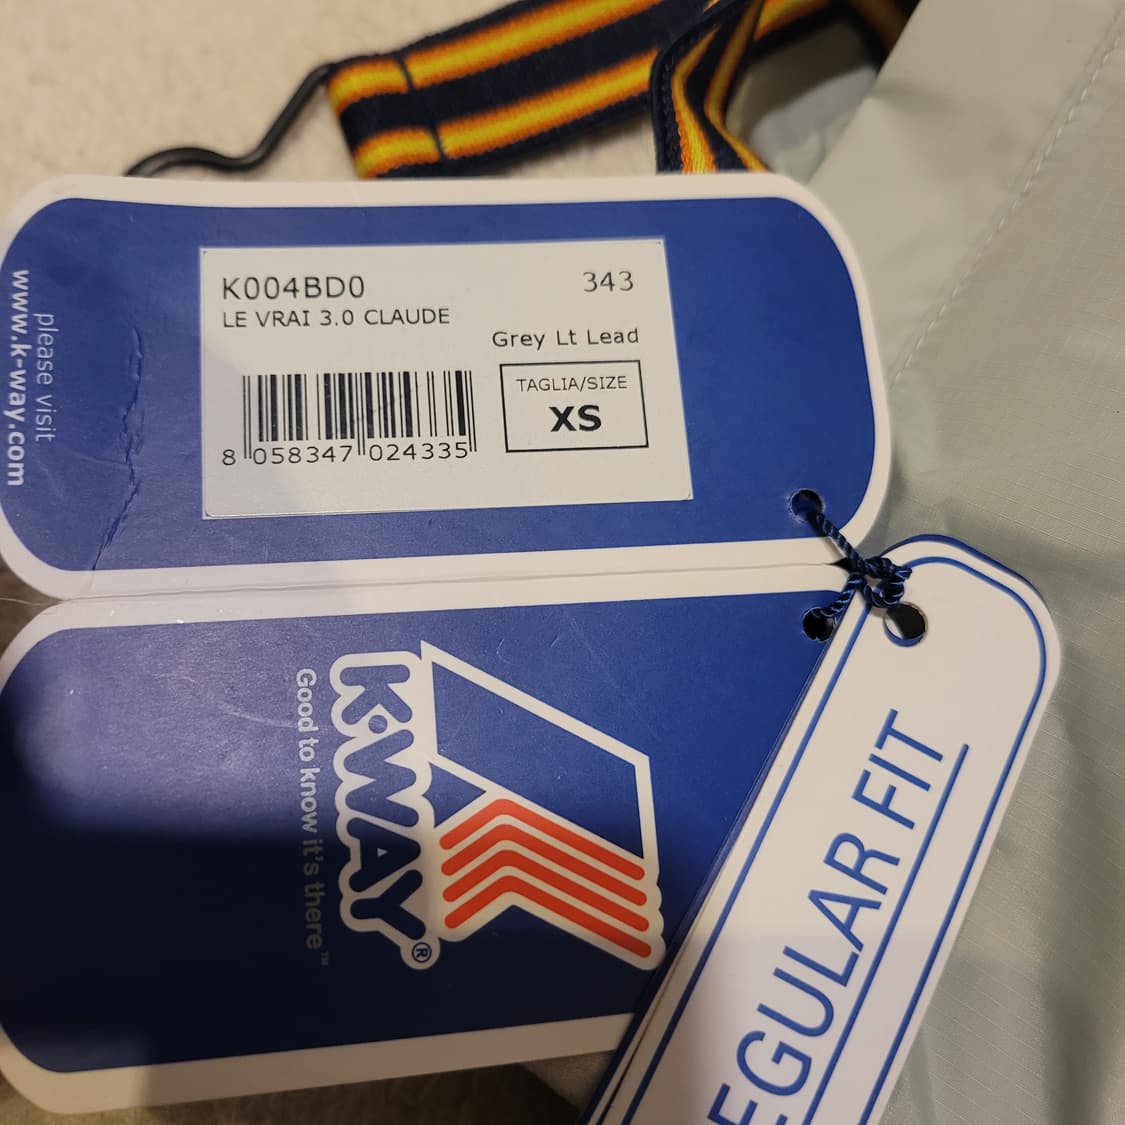 K004BD0
343
LE VRAI 3.0 CLAUDE
Grey Lt Lead
TAGLIA/SIZE
XS
8 058347 024335
please visit
www.k-way.com
K-WAY®
Good to know it's there™
EGULAR FIT